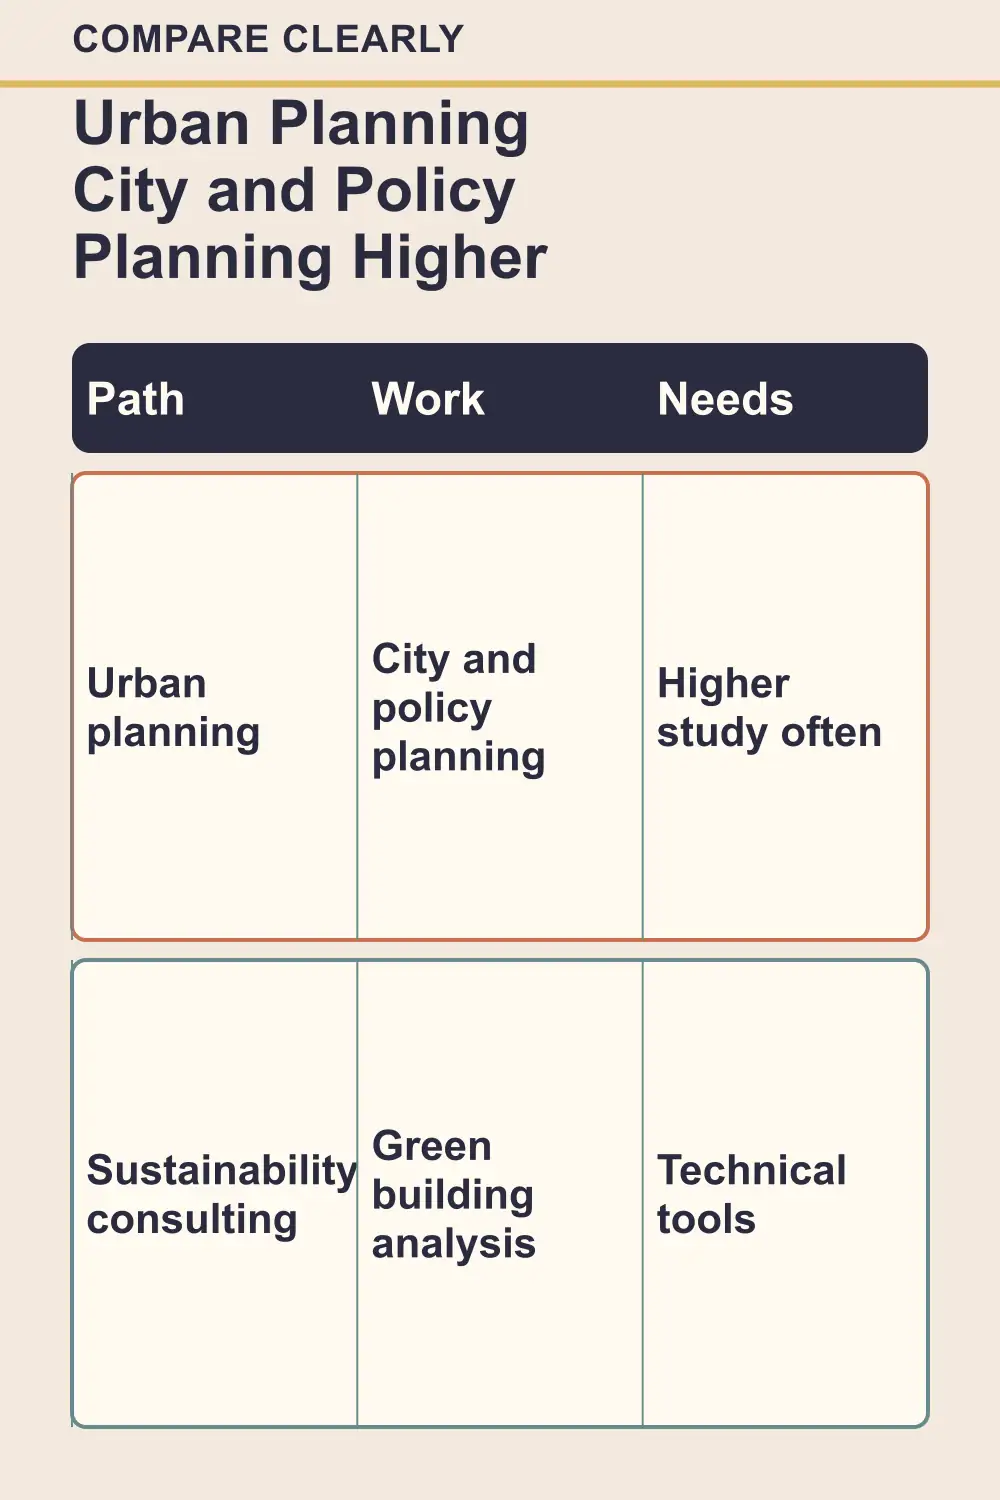 COMPARE CLEARLY
Urban Planning
City and Policy
Planning Higher
Path Work Needs
Urban
planning
City and
policy
planning
Higher
study often
Sustainability
consulting
Green
building
analysis
Technical
tools